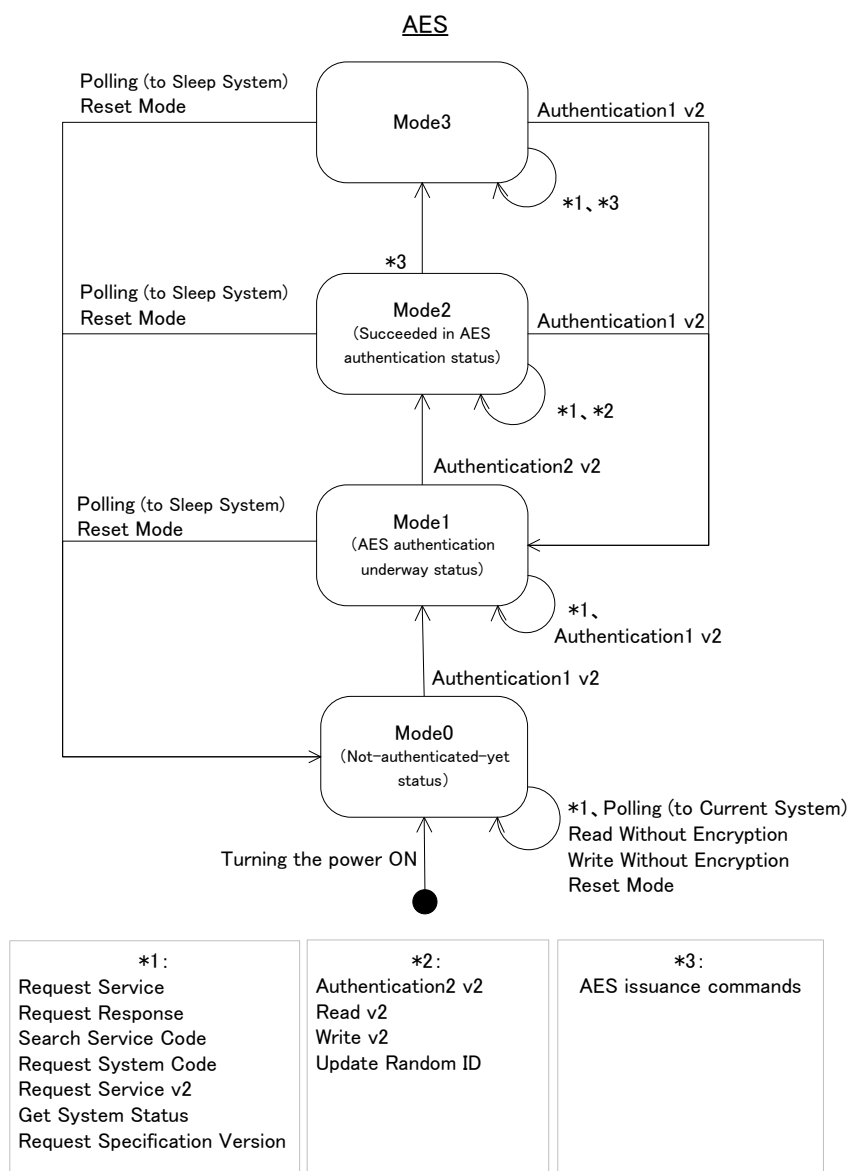 AES
Polling (to Sleep System)
Reset Mode
Mode3
Authentication1 v2
*1、*3
*3
Polling (to Sleep System)
Reset Mode
Mode2
(Succeeded in AES
authentication status)
Authentication1 v2
*1、*2
Authentication2 v2
Polling (to Sleep System)
Reset Mode
Mode1
(AES authentication
underway status)
*1、
Authentication1 v2
Authentication1 v2
Mode0
(Not-authenticated-yet
status)
*1、Polling (to Current System)
Read Without Encryption
Write Without Encryption
Reset Mode
Turning the power ON
*1:
Request Service
Request Response
Search Service Code
Request System Code
Request Service v2
Get System Status
Request Specification Version
*2:
Authentication2 v2
Read v2
Write v2
Update Random ID
*3:
AES issuance commands